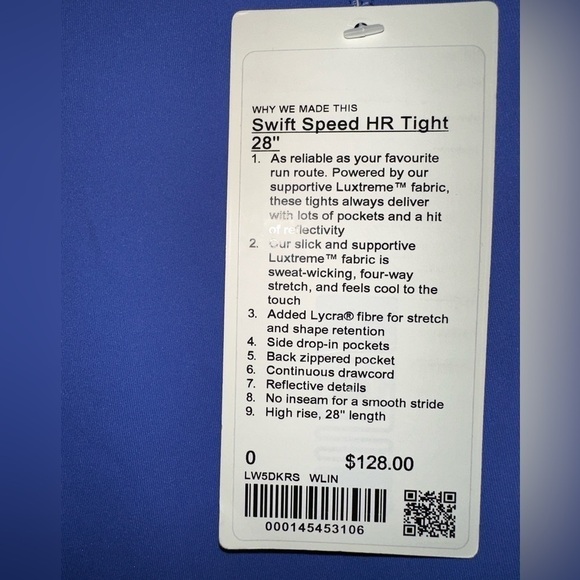 WHY WE MADE THIS
Swift Speed HR Tight
28"
1. As reliable as your favourite
run route. Powered by our
supportive Luxtreme™ fabric,
these tights always deliver
with lots of pockets and a hit
of reflectivity
2. Our slick and supportive
Luxtreme™ fabric is
sweat-wicking, four-way
stretch, and feels cool to the
touch
3. Added Lycra® fibre for stretch
and shape retention
4. Side drop-in pockets
5. Back zippered pocket
6. Continuous drawcord
7. Reflective details
8. No inseam for a smooth stride
9. High rise, 28" length
0 $128.00
LW5DKRS WLIN
000145453106